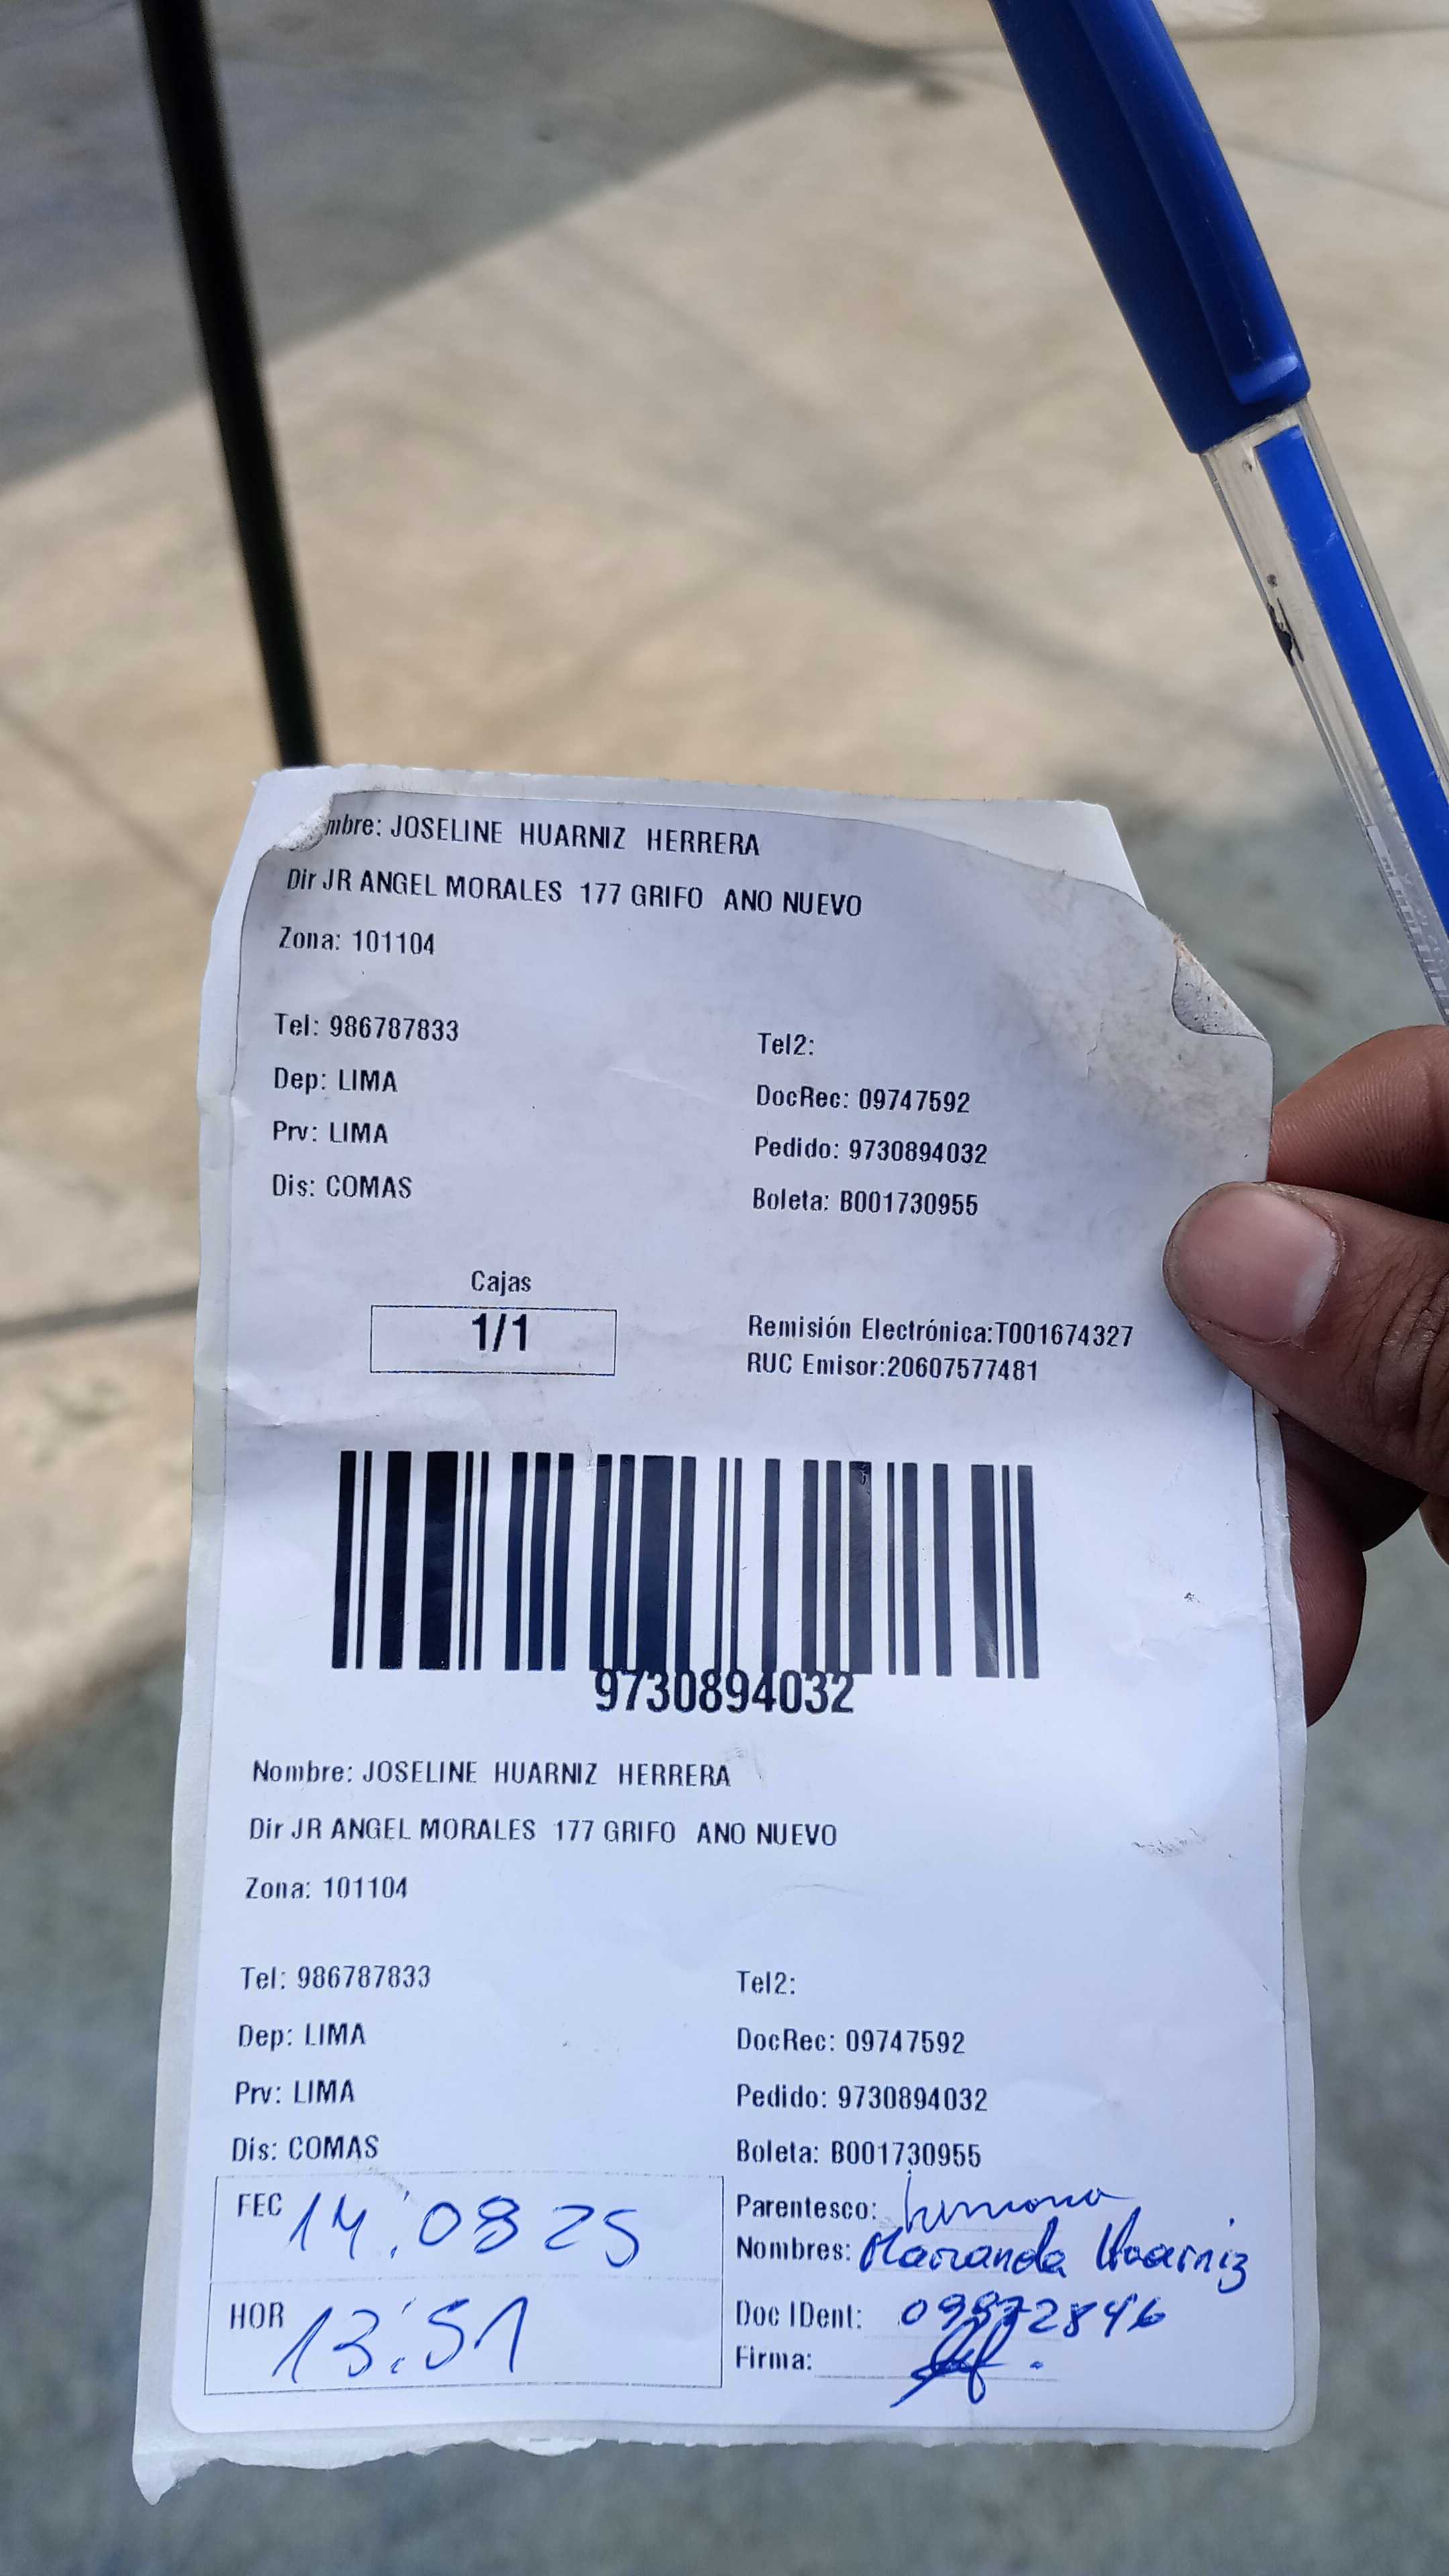 mbre: JOSELINE HUARNIZ HERRERA
Dir JR ANGEL MORALES 177 GRIFO ANO NUEVO
Zona: 101104
Tel: 986787833
Tel2:
Dep: LIMA
DocRec: 09747592
Prv: LIMA
Pedido: 9730894032
Dis: COMAS
Boleta: B001730955
Cajas
1/1
Remisión Electrónica:T001674327
RUC Emisor:20607577481
9730894032
Nombre: JOSELINE HUARNIZ HERRERA
Dir JR ANGEL MORALES 177 GRIFO ANO NUEVO
Zona: 101104
Tel: 986787833
Tel2:
Dep: LIMA
DocRec: 09747592
Prv: LIMA
Pedido: 9730894032
Dis: COMAS
Boleta: B001730955
FEC 14.08 25
Parentesco:
Nombres: Huarniz
HOR 13:51
Doc IDent:
Firma: